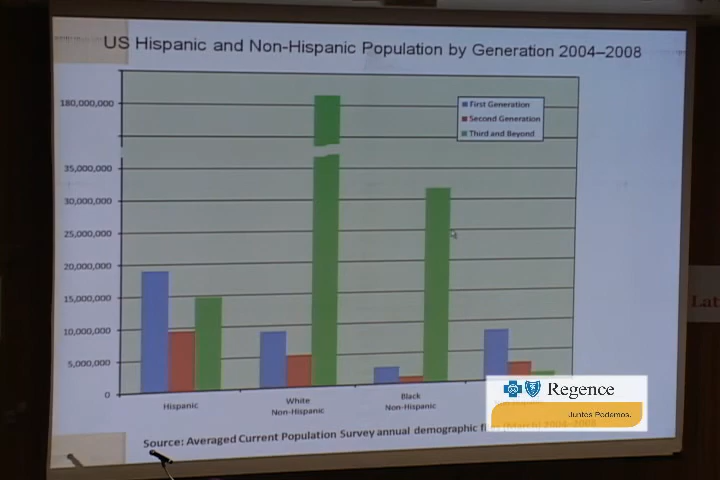 US Hispanic and Non-Hispanic Population by Generation 2004–2008
180,000,000
35,000,000
30,000,000
25,000,000
20,000,000
15,000,000
10,000,000
5,000,000
0
First Generation
Second Generation
Third and Beyond
Hispanic
White
Non-Hispanic
Black
Non-Hispanic
Source: Averaged Current Population Survey annual demographic
Lat
Regence
Juntos Podemos.